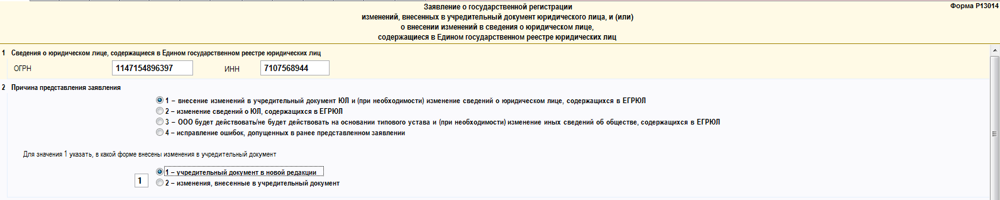 Заявление о государственной регистрации
Форма Р13014
изменений, внесенных в учредительный документ юридического лица, и (или)
о внесении изменений в сведения о юридическом лице,
содержащиеся в Едином государственном реестре юридических лиц
1 Сведения о юридическом лице, содержащиеся в Едином государственном реестре юридических лиц
ОГРН 1147154896397 ИНН 7107568944
2 Причина представления заявления
1 – внесение изменений в учредительный документ ЮЛ и (при необходимости) изменение сведений о юридическом лице, содержащихся в ЕГРЮЛ
2 – изменение сведений о ЮЛ, содержащихся в ЕГРЮЛ
3 – ООО будет действовать/не будет действовать на основании типового устава и (при необходимости) изменение иных сведений об обществе, содержащихся в ЕГРЮЛ
4 – исправление ошибок, допущенных в ранее представленном заявлении
Для значения 1 указать, в какой форме внесены изменения в учредительный документ
1 – учредительный документ в новой редакции
1
2 – изменения, внесенные в учредительный документ